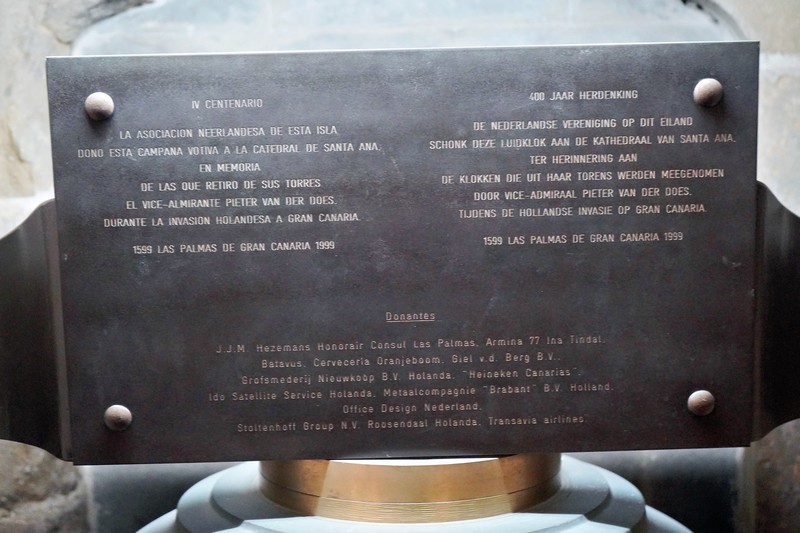 IV CENTENARIO
LA ASOCIACION NEERLANDESA DE ESTA ISLA
DONO ESTA CAMPANA VOTIVA A LA CATEDRAL DE SANTA ANA,
EN MEMORIA
DE LAS QUE RETIRO DE SUS TORRES
EL VICE-ALMIRANTE PIETER VAN DER DOES,
DURANTE LA INVASION HOLANDESA A GRAN CANARIA.
1599 LAS PALMAS DE GRAN CANARIA 1999
400 JAAR HERDENKING
DE NEDERLANDSE VERENIGING OP DIT EILAND
SCHONK DEZE LUIDKLOK AAN DE KATHEDRAAL VAN SANTA ANA,
TER HERINNERING AAN
DE KLOKKEN DIE UIT HAAR TORENS WERDEN MEEGENOMEN
DOOR VICE-ADMIRAAL PIETER VAN DER DOES,
TIJDENS DE HOLLANDSE INVASIE OP GRAN CANARIA.
1599 LAS PALMAS DE GRAN CANARIA 1999
Donantes
J.J.M. Hezemans Honorair Consul Las Palmas, Armina 77 Ina Tindat,
Batavus, Cerveceria Oranjeboom, Giel v.d. Berg B.V.,
Grofsmederij Nieuwkoop B.V. Holanda, "Heineken Canarias",
Ido Satellite Service Holanda, Metaalcompagnie "Brabant" B.V. Holland,
Office Design Nederland,
Stoltenhoff Group N.V. Roosendaal Holanda, Transavia airlines.